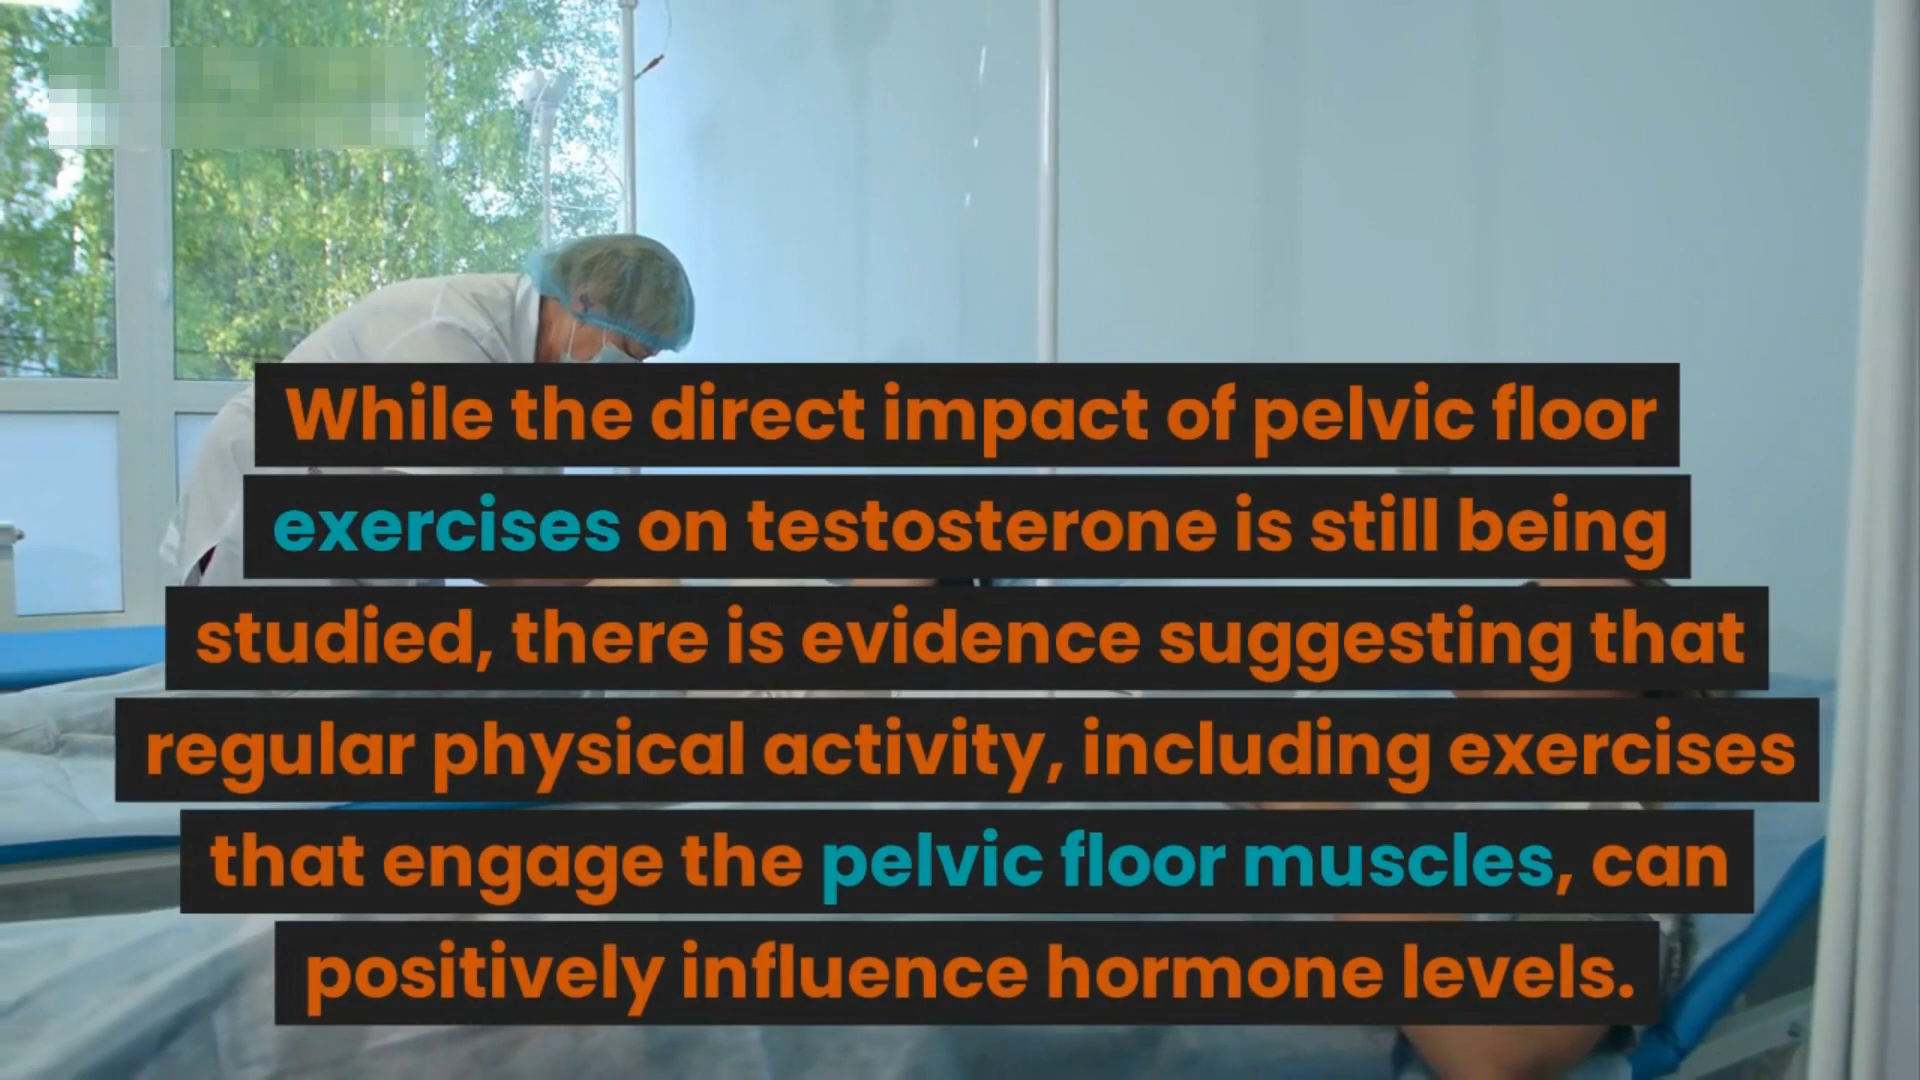 While the direct impact of pelvic floor
exercises on testosterone is still being
studied, there is evidence suggesting that
regular physical activity, including exercises
that engage the pelvic floor muscles, can
positively influence hormone levels.